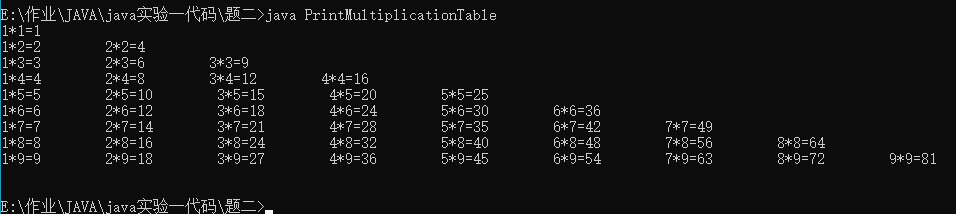 E:\作业\JAVA\java实验一代码\题二>java PrintMultiplicationTable
1*1=1
1*2=2 2*2=4
1*3=3 2*3=6 3*3=9
1*4=4 2*4=8 3*4=12 4*4=16
1*5=5 2*5=10 3*5=15 4*5=20 5*5=25
1*6=6 2*6=12 3*6=18 4*6=24 5*6=30 6*6=36
1*7=7 2*7=14 3*7=21 4*7=28 5*7=35 6*7=42 7*7=49
1*8=8 2*8=16 3*8=24 4*8=32 5*8=40 6*8=48 7*8=56 8*8=64
1*9=9 2*9=18 3*9=27 4*9=36 5*9=45 6*9=54 7*9=63 8*9=72 9*9=81
E:\作业\JAVA\java实验一代码\题二>